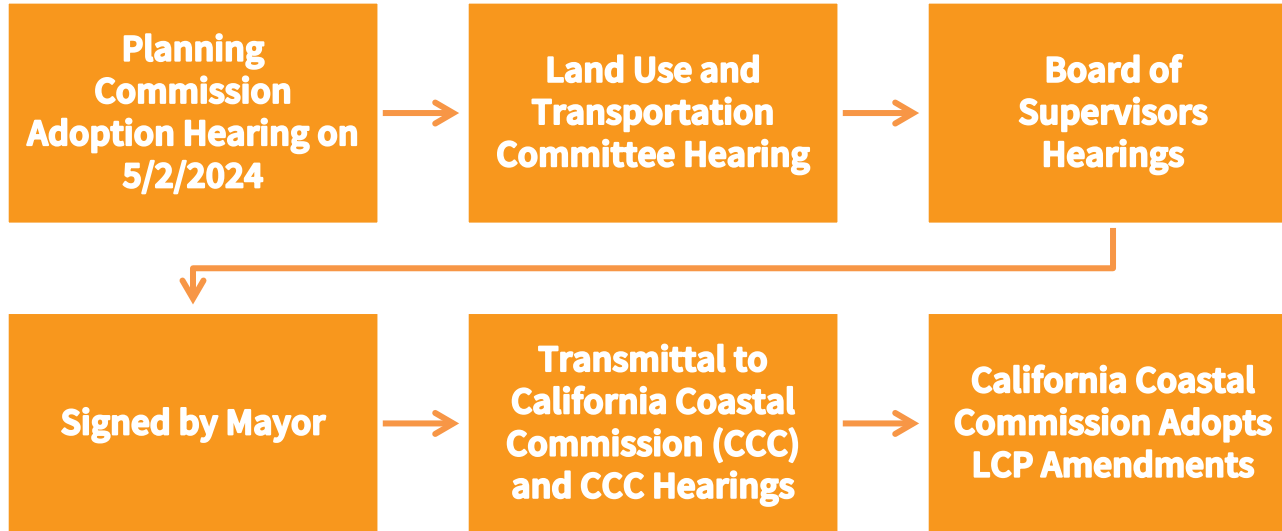 Planning
Commission
Adoption Hearing on
5/2/2024
Land Use and
Transportation
Committee Hearing
Board of
Supervisors
Hearings
Signed by Mayor
Transmittal to
California Coastal
Commission (CCC)
and CCC Hearings
California Coastal
Commission Adopts
LCP Amendments